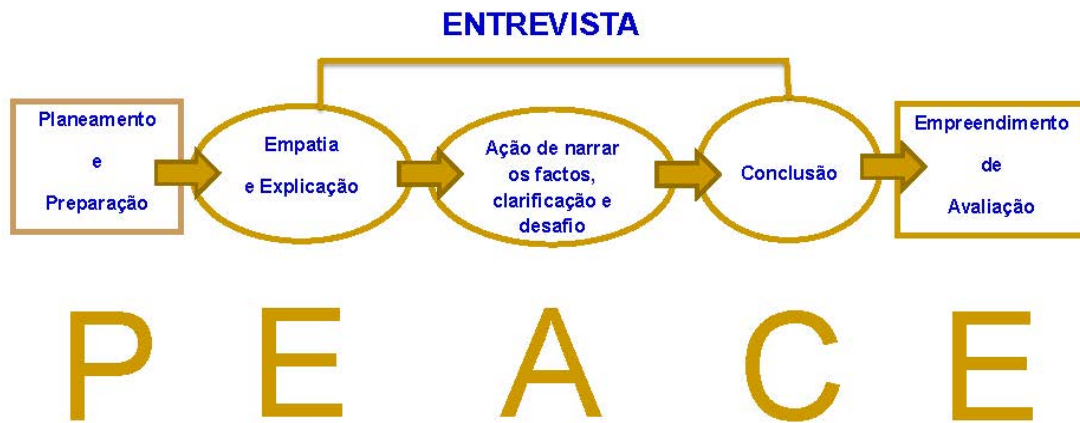 ENTREVISTA
Planeamento
e
Preparação
Empatia
e Explicação
Ação de narrar
os factos,
clarificação e
desafio
Conclusão
Empreendimento
de
Avaliação
P E A C E